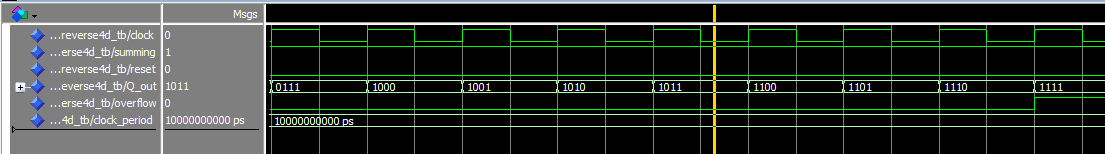 Msgs
...reverse4d_tb/clock 0
...erse4d_tb/summing 1
...reverse4d_tb/reset 0
...everse4d_tb/Q_out 1011 0111 1000 1001 1010 1011 1100 1101 1110 1111
...erse4d_tb/overflow 0
...4d_tb/clock_period 10000000000 ps 10000000000 ps